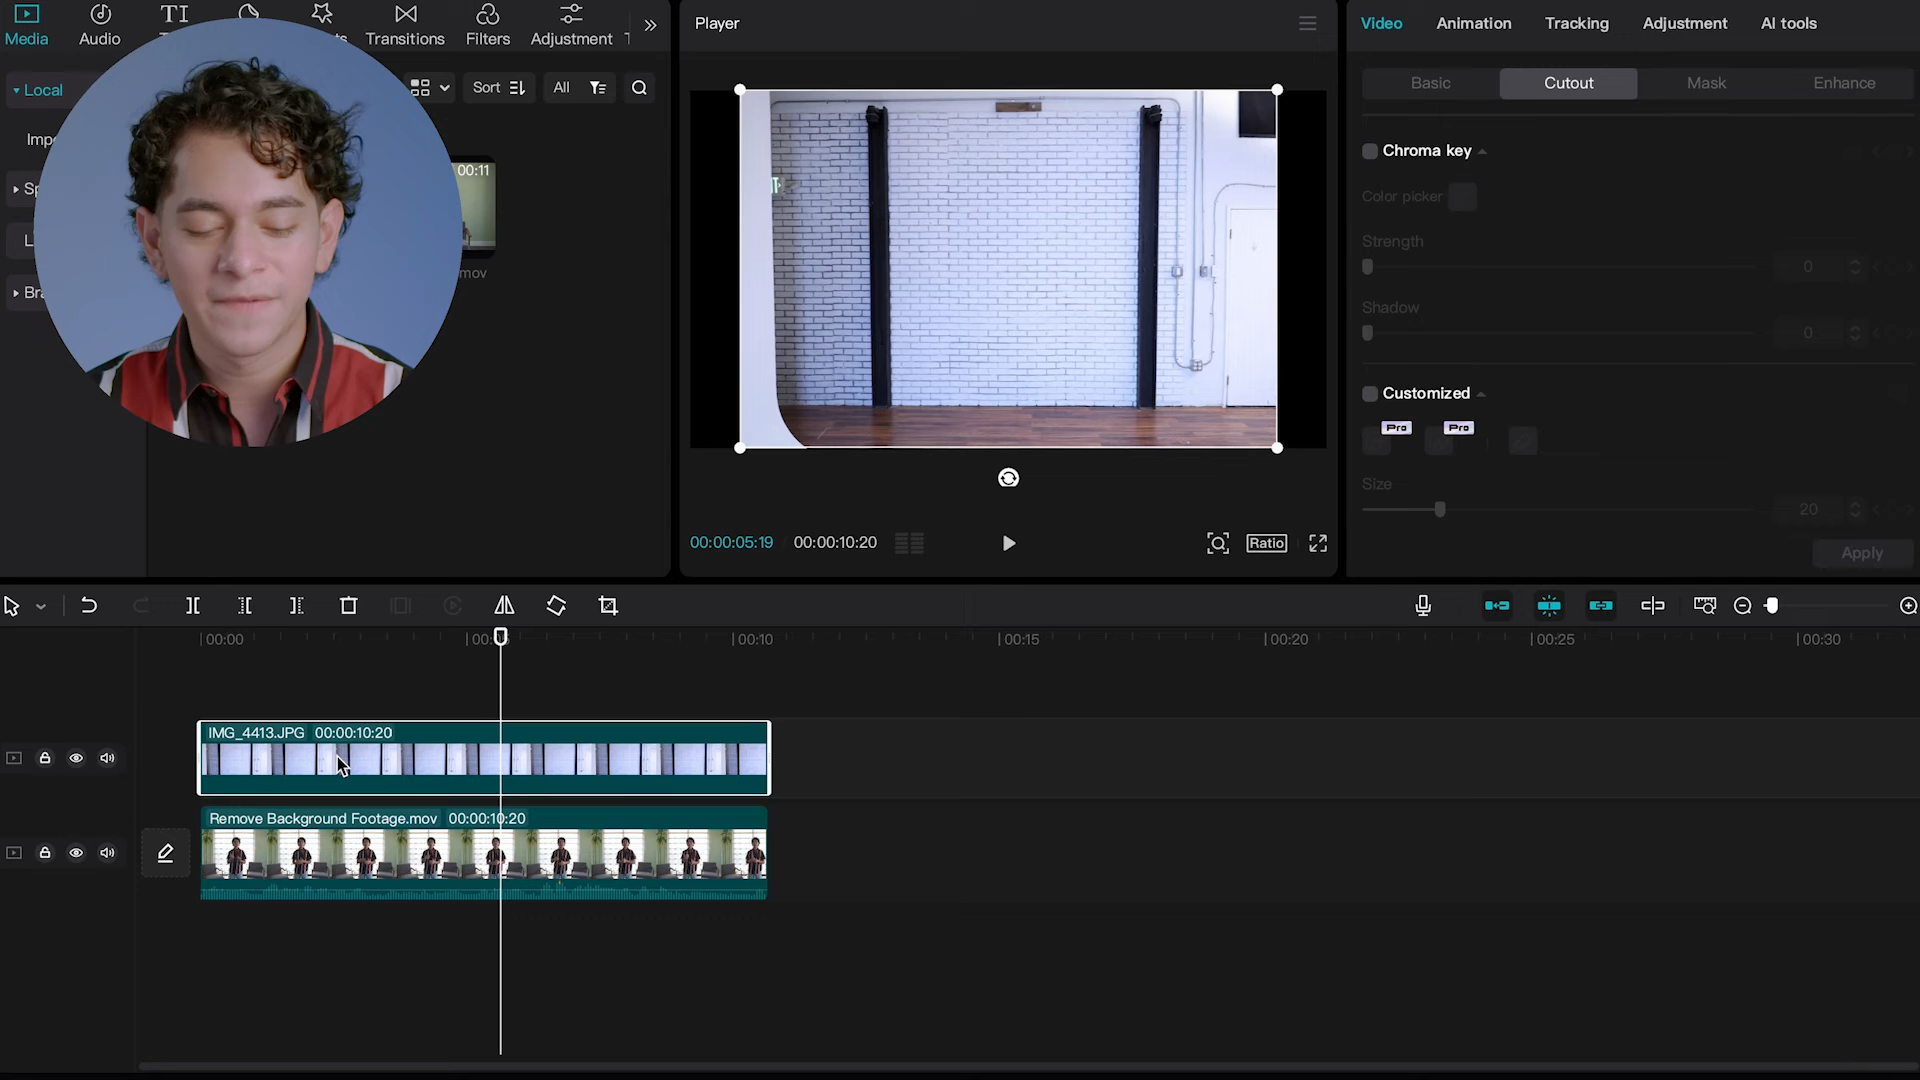 Media
Audio
TI
Transitions
Filters
Adjustment
Player
Video
Animation
Tracking
Adjustment
AI tools
Local
Sort
All
Basic
Cutout
Mask
Enhance
00:11
mov
Chroma key
Color picker
Strength
0
Shadow
0
Customized
Pro
Pro
Size
20
Apply
00:00:05:19
00:00:10:20
Ratio
00:00
00:10
00:15
00:20
00:25
00:30
IMG_4413.JPG 00:00:10:20
Remove Background Footage.mov 00:00:10:20